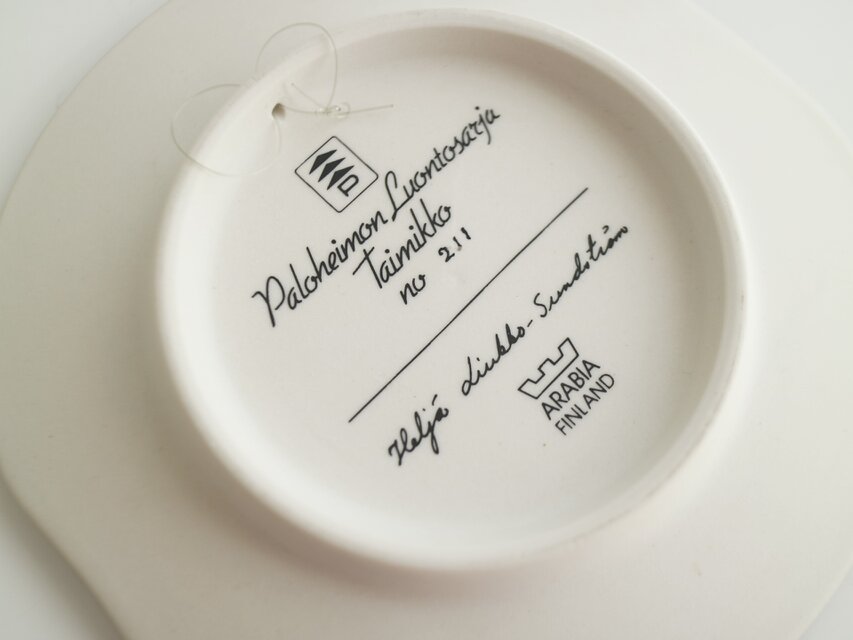 P
Paloheimon Luontosarja
Taimikko
no 211
Heljä Liukko-Sundström
ARABIA
FINLAND